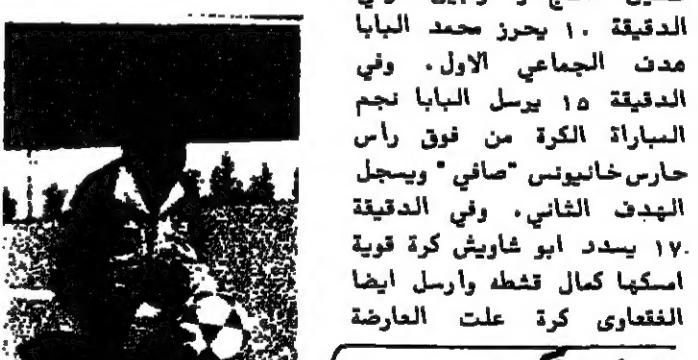 الدقيقة ١٠ يحرز محمد البابا
هدف الجماعي الاول. وفي
الدقيقة ١٥ يرسل البابا نجم
المباراة الكرة من فوق راس
حارس خانيونس "صافي" ويسجل
الهدف الثاني. وفي الدقيقة
١٧ يسدد ابو شاويش كرة قوية
امسكها كمال قشطه وارسل ايضا
الفقعاوى كرة علت العارضة